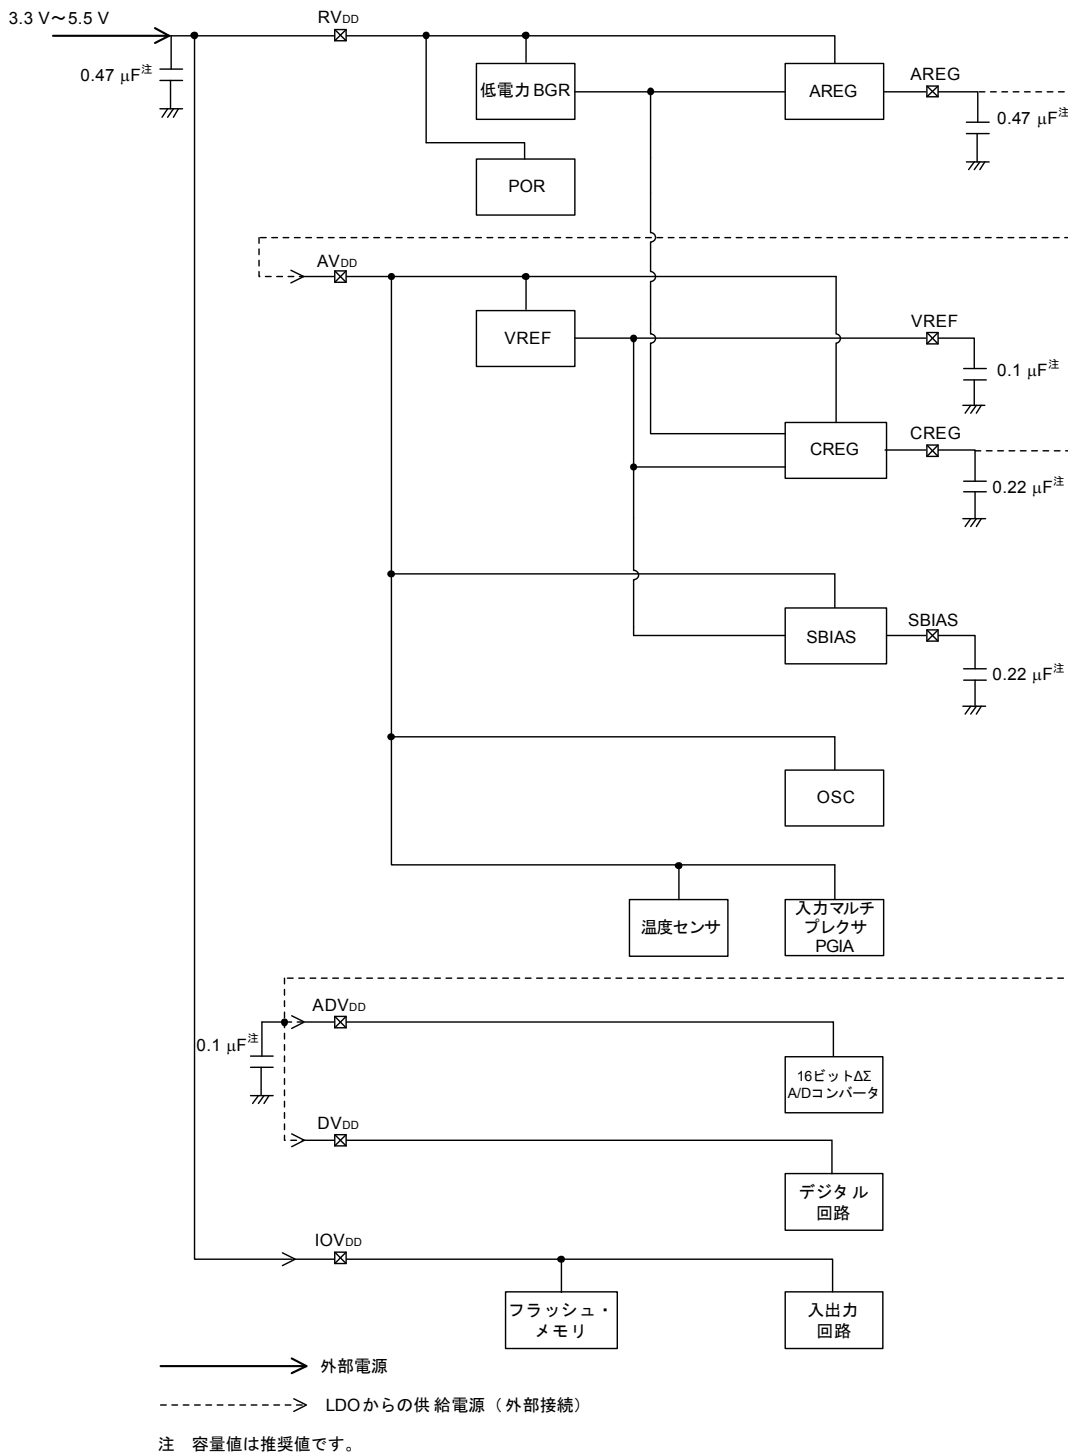 3.3 V～5.5 V
RVDD
0.47 μF注
低電力BGR
AREG
AREG
0.47 μF注
POR
AVDD
VREF
VREF
0.1 μF注
CREG
CREG
0.22 μF注
SBIAS
SBIAS
0.22 μF注
OSC
温度センサ
入力マルチ
プレクサ
PGIA
ADVDD
0.1 μF注
16ビットΔΣ
A/Dコンバータ
DVDD
デジタル
回路
IOVDD
フラッシュ・
メモリ
入出力
回路
外部電源
LDOからの供給電源（外部接続）
注 容量値は推奨値です。